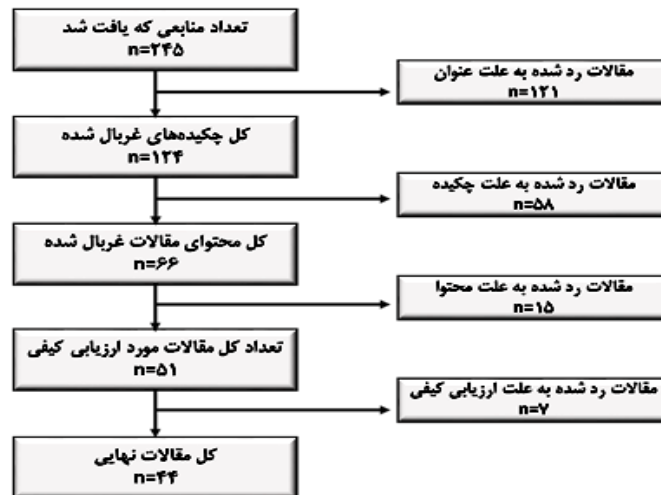 تعداد منابعی که یافت شد
n=۲۴۵
مقالات رد شده به علت عنوان
n=۱۲۱
کل چکیده‌های غربال شده
n=۱۲۴
مقالات رد شده به علت چکیده
n=۵۸
کل محتوای مقالات غربال شده
n=۶۶
مقالات رد شده به علت محتوا
n=۱۵
تعداد کل مقالات مورد ارزیابی کیفی
n=۵۱
مقالات رد شده به علت ارزیابی کیفی
n=۷
کل مقالات نهایی
n=۴۴